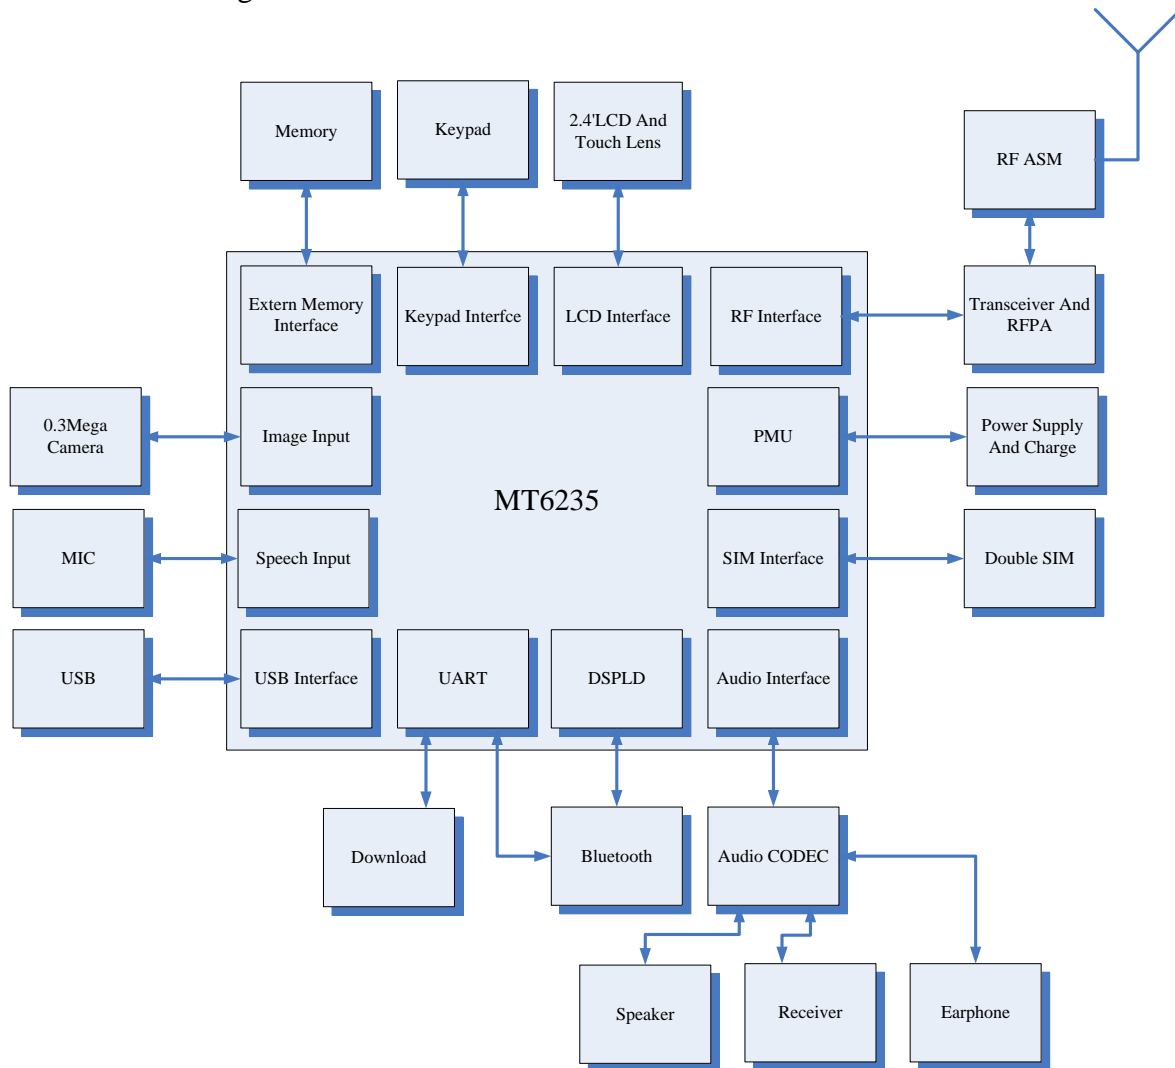 Memory
Keypad
2.4'LCD And
Touch Lens
RF ASM
Extern Memory
Interface
Keypad Interfce
LCD Interface
RF Interface
Transceiver And
RFPA
0.3Mega
Camera
Image Input
PMU
Power Supply
And Charge
MT6235
MIC
Speech Input
SIM Interface
Double SIM
USB
USB Interface
UART
DSPLD
Audio Interface
Download
Bluetooth
Audio CODEC
Speaker
Receiver
Earphone